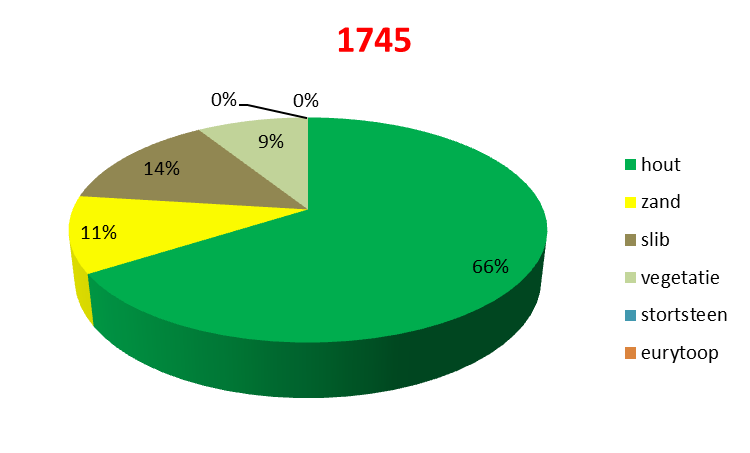 1745
0%
0%
9%
14%
11%
66%
hout
zand
slib
vegetatie
stortsteen
eurytoop